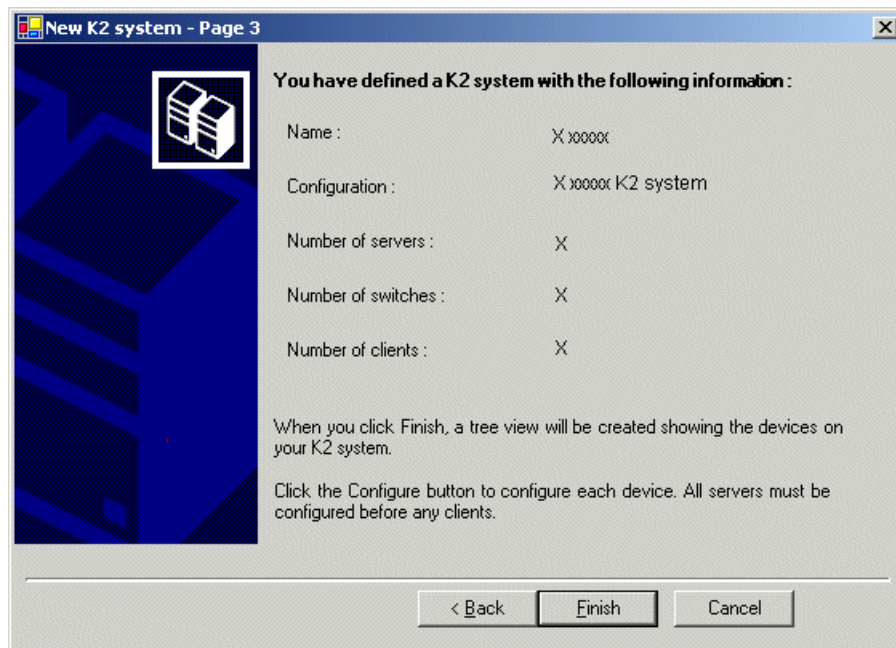 New K2 system - Page 3
You have defined a K2 system with the following information :
Name : X xxxxx
Configuration : X xxxxx K2 system
Number of servers : X
Number of switches : X
Number of clients : X
When you click Finish, a tree view will be created showing the devices on
your K2 system.
Click the Configure button to configure each device. All servers must be
configured before any clients.
< Back Finish Cancel